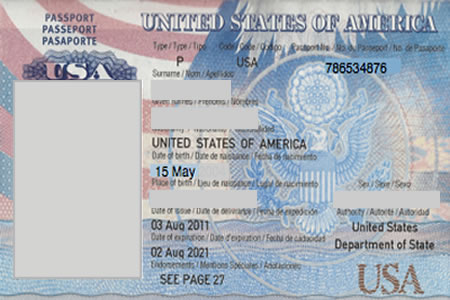 PASSPORT
PASSEPORT
PASAPORTE
UNITED STATES OF AMERICA
USA
Type / Type / Tipo Code / Code / Código Passport No. / No. du Passeport / No. de Pasaporte
P USA 786534876
Surname / Nom / Apellidos
Given Names / Prénoms / Nombres
UNITED STATES OF AMERICA
Date of birth / Date de naissance / Fecha de nacimiento
15 May
Place of birth / Lieu de naissance / Lugar de nacimiento Sex / Sexe / Sexo
Date of issue / Date de délivrance / Fecha de expedición Authority / Autorité / Autoridad
03 Aug 2011 United States
Date of expiration / Date d'expiration / Fecha de caducidad Department of State
02 Aug 2021
Endorsements / Mentions Spéciales / Anotaciones
SEE PAGE 27
USA